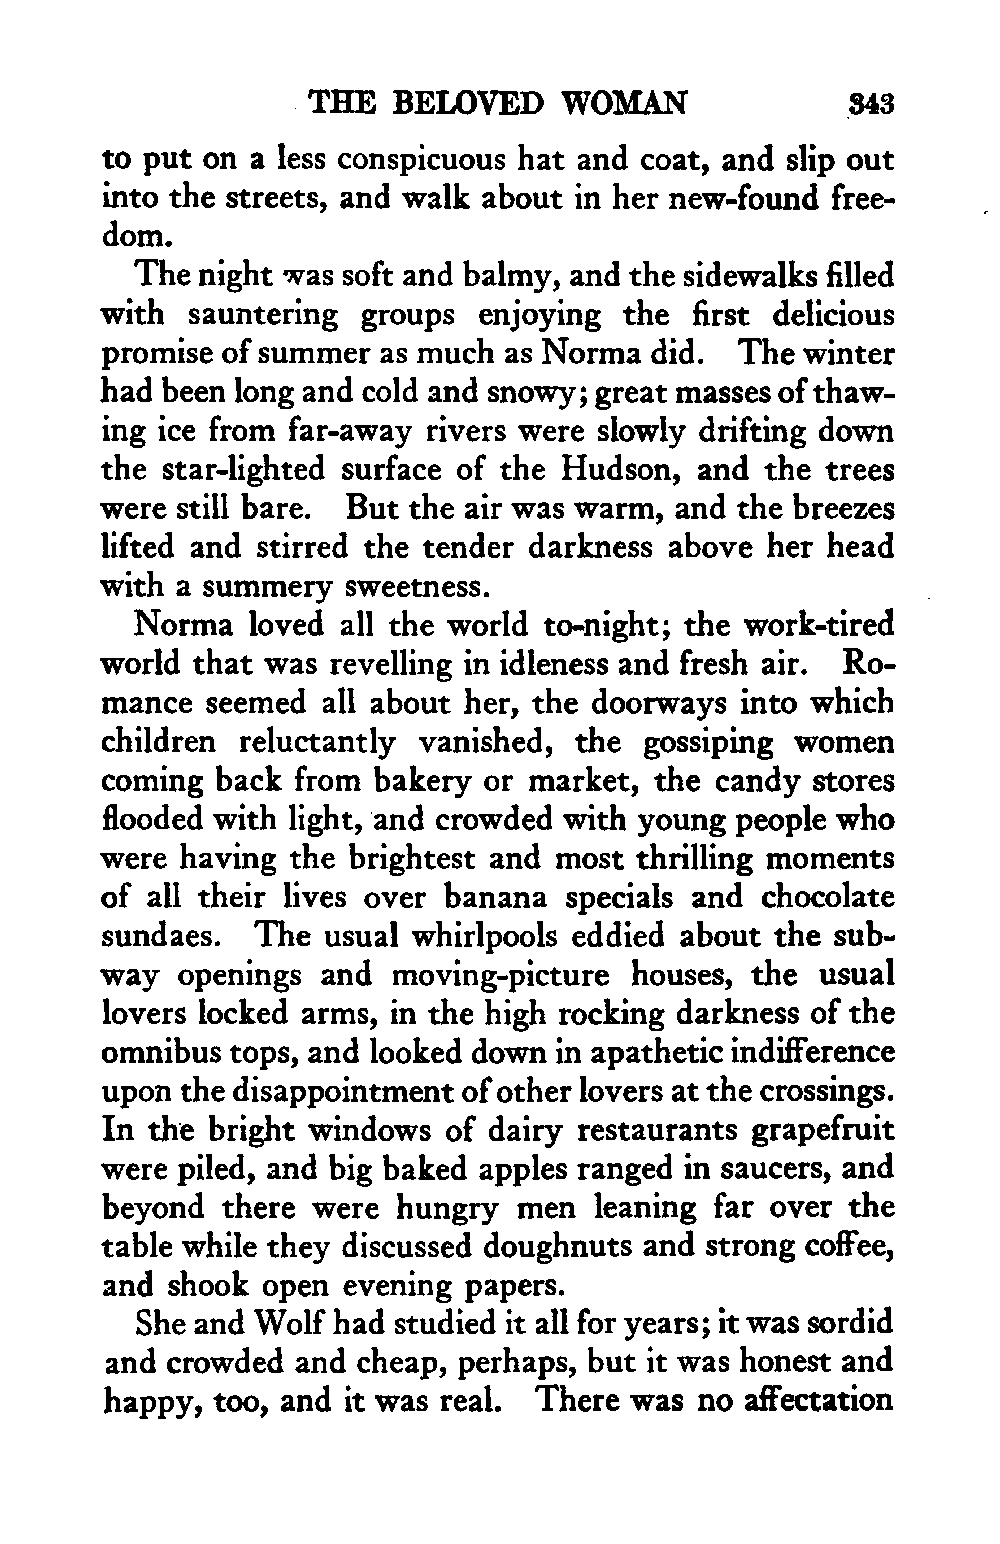 THE BELOVED WOMAN 343
to put on a less conspicuous hat and coat, and slip out
into the streets, and walk about in her new-found free-
dom.
The night was soft and balmy, and the sidewalks filled
with sauntering groups enjoying the first delicious
promise of summer as much as Norma did. The winter
had been long and cold and snowy; great masses of thaw-
ing ice from far-away rivers were slowly drifting down
the star-lighted surface of the Hudson, and the trees
were still bare. But the air was warm, and the breezes
lifted and stirred the tender darkness above her head
with a summery sweetness.
Norma loved all the world to-night; the work-tired
world that was revelling in idleness and fresh air. Ro-
mance seemed all about her, the doorways into which
children reluctantly vanished, the gossiping women
coming back from bakery or market, the candy stores
flooded with light, and crowded with young people who
were having the brightest and most thrilling moments
of all their lives over banana specials and chocolate
sundaes. The usual whirlpools eddied about the sub-
way openings and moving-picture houses, the usual
lovers locked arms, in the high rocking darkness of the
omnibus tops, and looked down in apathetic indifference
upon the disappointment of other lovers at the crossings.
In the bright windows of dairy restaurants grapefruit
were piled, and big baked apples ranged in saucers, and
beyond there were hungry men leaning far over the
table while they discussed doughnuts and strong coffee,
and shook open evening papers.
She and Wolf had studied it all for years; it was sordid
and crowded and cheap, perhaps, but it was honest and
happy, too, and it was real. There was no affectation